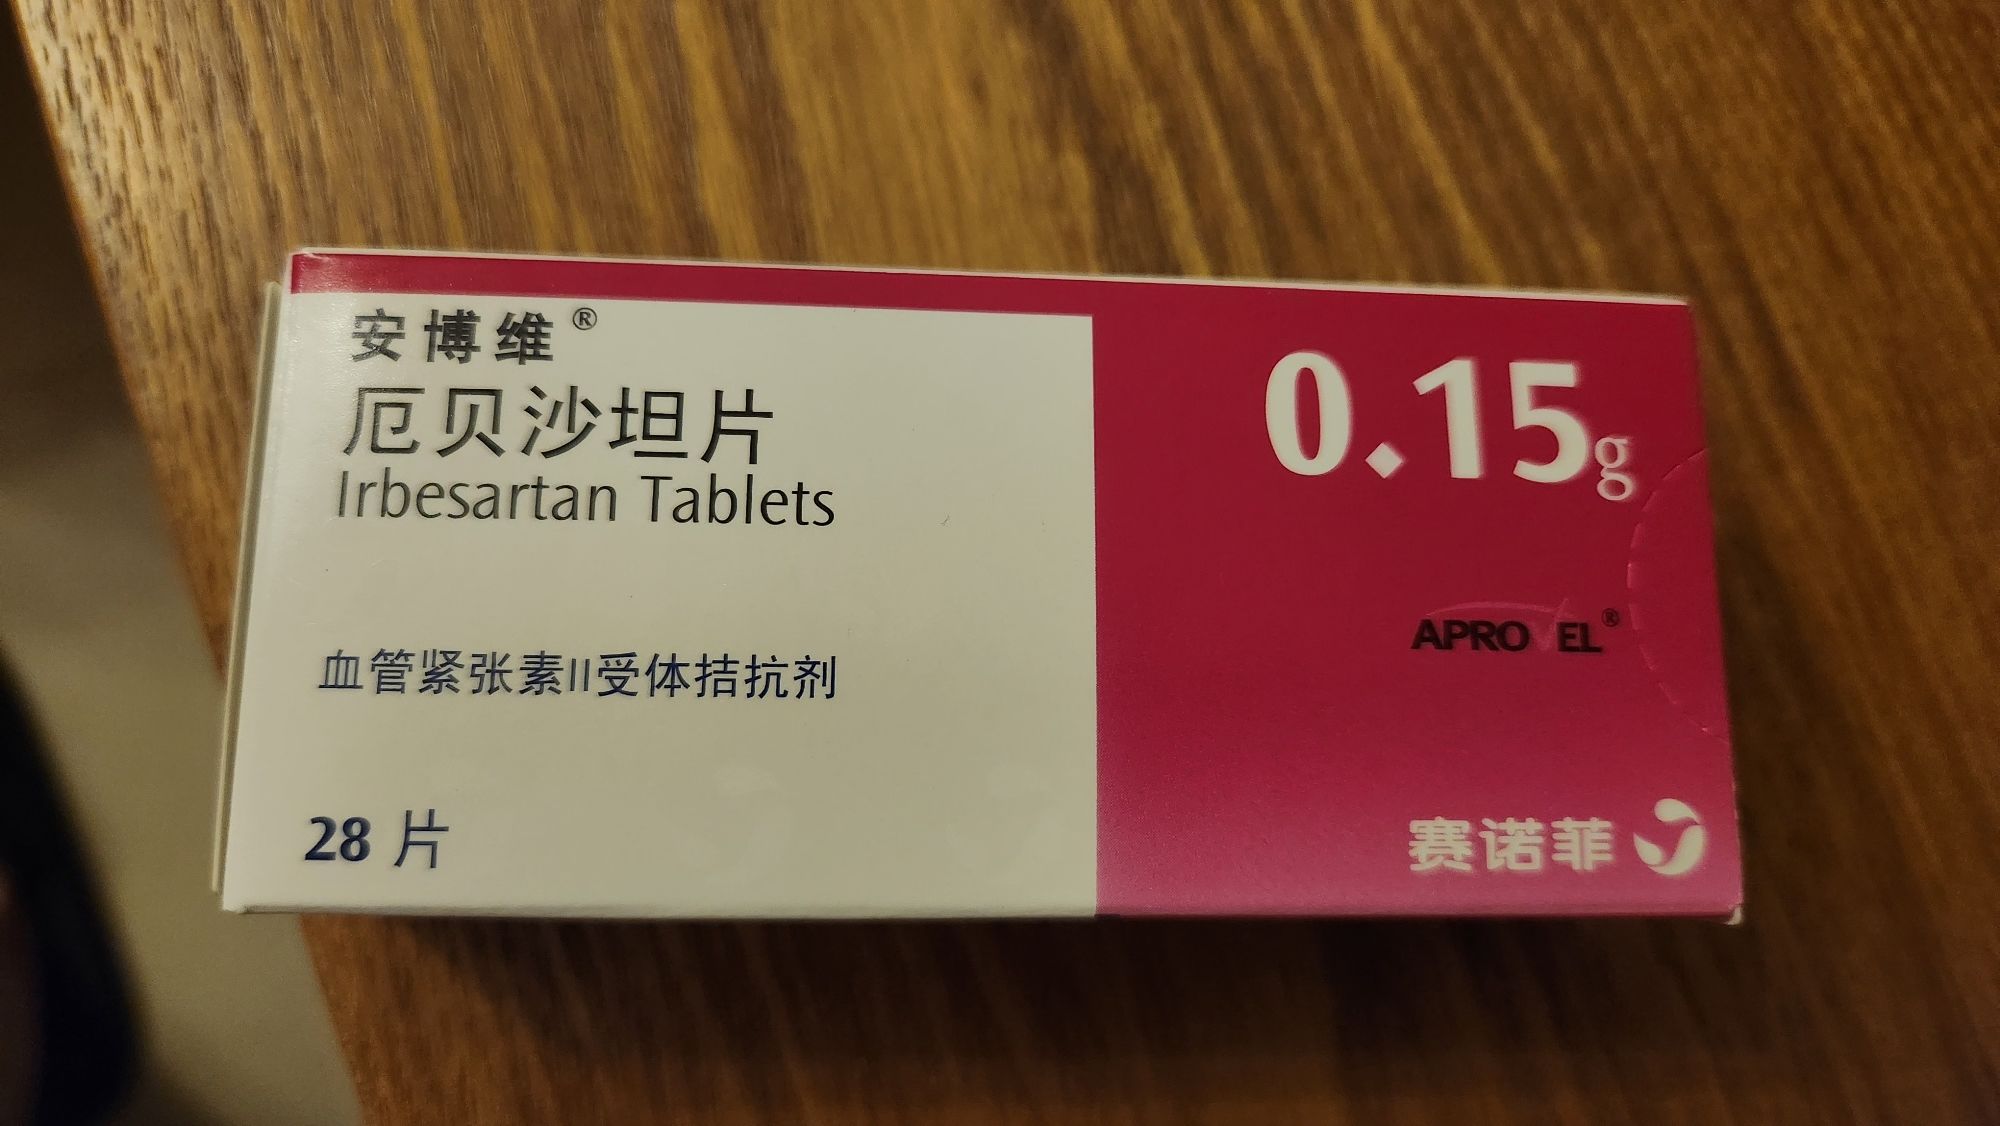 安博维®
厄贝沙坦片
Irbesartan Tablets
血管紧张素II受体拮抗剂
28 片
0.15g
APROVEL®
赛诺菲